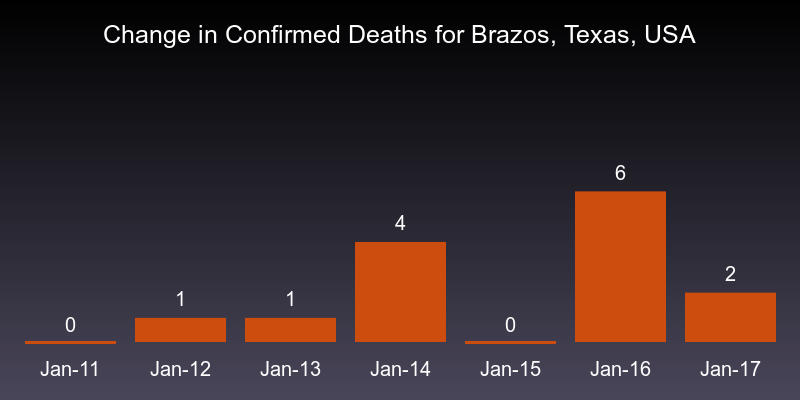 Change in Confirmed Deaths for Brazos, Texas, USA
6
4
2
1 1
0 0
Jan-11 Jan-12 Jan-13 Jan-14 Jan-15 Jan-16 Jan-17